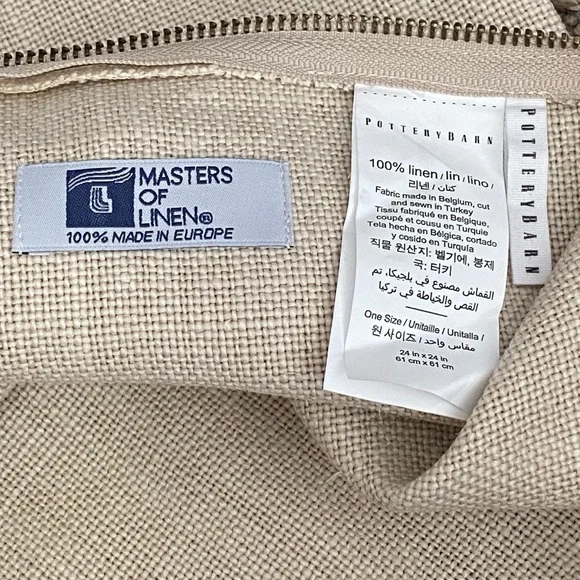 MASTERS
OF
LINEN®
100% MADE IN EUROPE
POTTERYBARN
100% linen / lin / lino /
리넨 / كتان
Fabric made in Belgium, cut
and sewn in Turkey
Tissu fabriqué en Belgique,
coupé et cousu en Turquie
Tela hecha en Bélgica, cortado
y cosido en Turquía
직물 원산지: 벨기에, 봉제
국: 터키
القماش مصنوع في بلجيكا، تم
القص والخياطة في تركيا
One Size / Unitaille / Unitalla /
원 사이즈 / مقاس واحد
24 in x 24 in
61 cm x 61 cm
POTTERYBARN